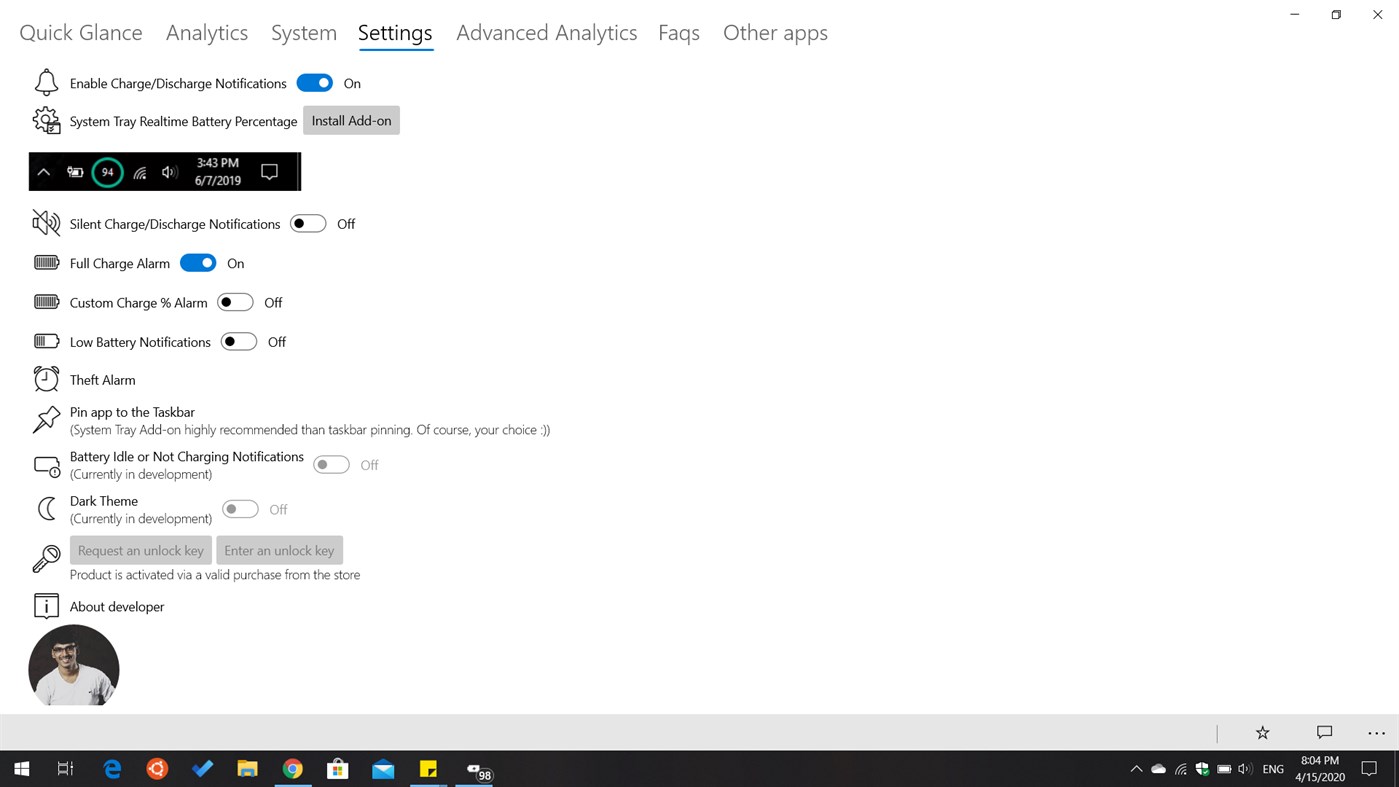 Quick Glance Analytics System Settings Advanced Analytics Faqs Other apps
Enable Charge/Discharge Notifications On
System Tray Realtime Battery Percentage Install Add-on
94 3:43 PM
6/7/2019
Silent Charge/Discharge Notifications Off
Full Charge Alarm On
Custom Charge % Alarm Off
Low Battery Notifications Off
Theft Alarm
Pin app to the Taskbar
(System Tray Add-on highly recommended than taskbar pinning. Of course, your choice :))
Battery Idle or Not Charging Notifications Off
(Currently in development)
Dark Theme Off
(Currently in development)
Request an unlock key Enter an unlock key
Product is activated via a valid purchase from the store
About developer
98 ENG 8:04 PM
4/15/2020